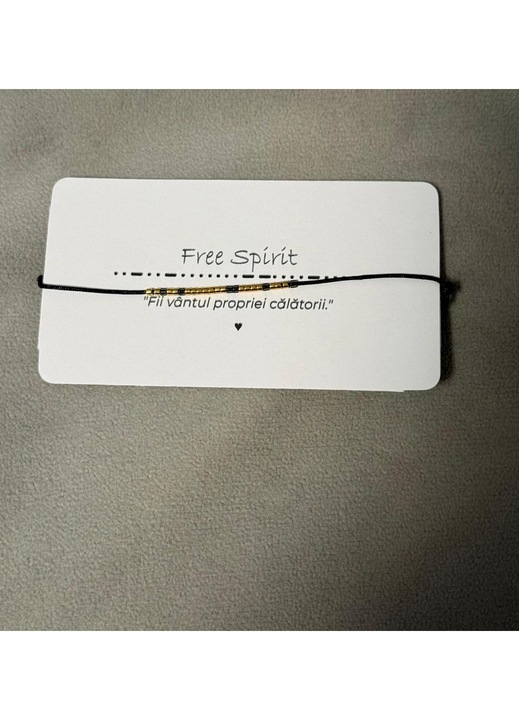 Free Spirit
"Fii vântul propriei călătorii."
♥